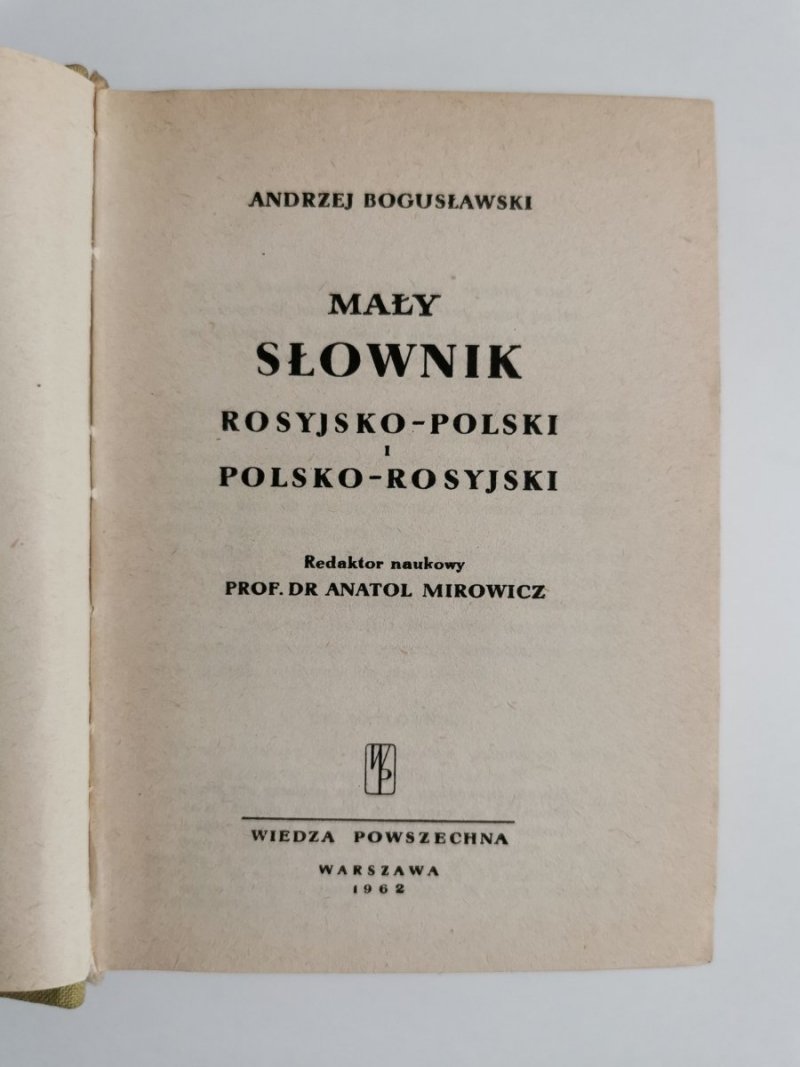 ANDRZEJ BOGUSŁAWSKI
MAŁY
SŁOWNIK
ROSYJSKO-POLSKI
I
POLSKO-ROSYJSKI
Redaktor naukowy
PROF. DR ANATOL MIROWICZ
WP
WIEDZA POWSZECHNA
WARSZAWA
1962